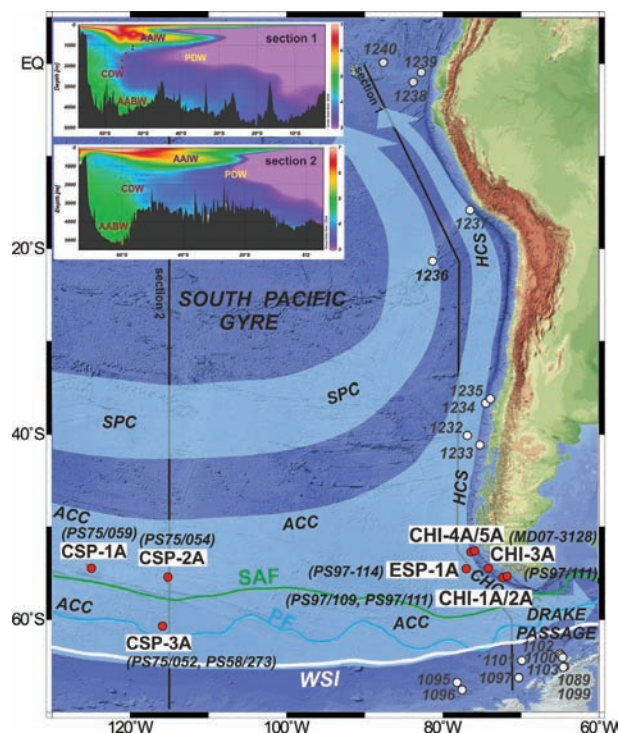 section 1
AAIW
PDW
CDW
AABW
section 2
AAIW
PDW
CDW
AABW
EQ
20°S
40°S
60°S
1240
1239
1238
section 1
1237
HCS
1236
section 2
SOUTH PACIFIC
GYRE
SPC
SPC
1235
1234
1232
1233
HCS
ACC
ACC
(PS75/059)
(PS75/054)
CSP-1A
CSP-2A
CHI-4A/5A (MD07-3128)
CHI-3A
(PS97-114) ESP-1A
(PS97/111)
CHC
CHI-1A/2A
SAF
(PS97/109, PS97/111)
ACC
PF
ACC
DRAKE
PASSAGE
CSP-3A
(PS75/052, PS58/273)
WSI
1102
1101
1100
1103
1097
1095
1096
1089
1099
120°W
100°W
80°W
60°W